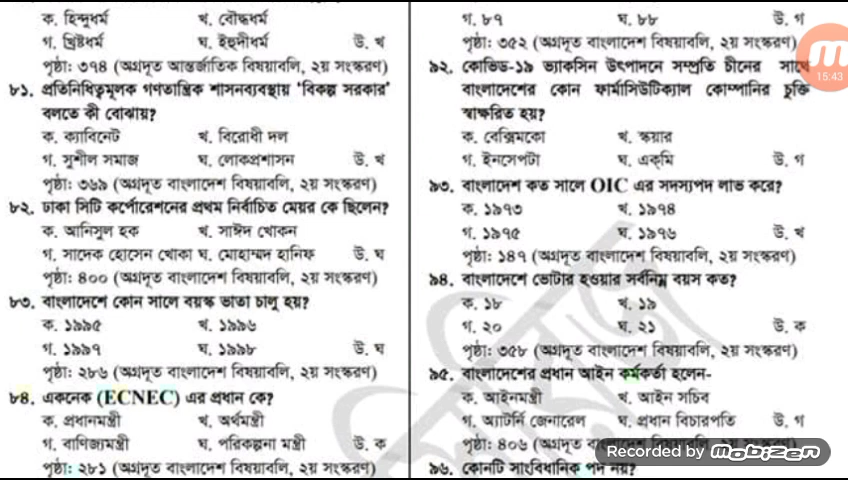 ক. হিন্দুধর্ম খ. বৌদ্ধধর্ম
গ. খ্রিষ্টধর্ম ঘ. ইহুদীধর্ম উ. খ
পৃষ্ঠা: ৩৭৪ (অগ্রদূত আন্তর্জাতিক বিষয়াবলি, ২য় সংস্করণ)
৮১. প্রতিনিধিত্বমূলক গণতান্ত্রিক শাসনব্যবস্থায় ‘বিকল্প সরকার’
বলতে কী বোঝায়?
ক. ক্যাবিনেট খ. বিরোধী দল
গ. সুশীল সমাজ ঘ. লোকপ্রশাসন উ. খ
পৃষ্ঠা: ৩৬৯ (অগ্রদূত বাংলাদেশ বিষয়াবলি, ২য় সংস্করণ)
৮২. ঢাকা সিটি কর্পোরেশনের প্রথম নির্বাচিত মেয়র কে ছিলেন?
ক. আনিসুল হক খ. সাঈদ খোকন
গ. সাদেক হোসেন খোকা ঘ. মোহাম্মদ হানিফ উ. ঘ
পৃষ্ঠা: ৪০০ (অগ্রদূত বাংলাদেশ বিষয়াবলি, ২য় সংস্করণ)
৮৩. বাংলাদেশে কোন সালে বয়স্ক ভাতা চালু হয়?
ক. ১৯৯৫ খ. ১৯৯৬
গ. ১৯৯৭ ঘ. ১৯৯৮ উ. ঘ
পৃষ্ঠা: ২৮৬ (অগ্রদূত বাংলাদেশ বিষয়াবলি, ২য় সংস্করণ)
৮৪. একনেক (ECNEC) এর প্রধান কে?
ক. প্রধানমন্ত্রী খ. অর্থমন্ত্রী
গ. বাণিজ্যমন্ত্রী ঘ. পরিকল্পনা মন্ত্রী উ. ক
পৃষ্ঠা: ২৮১ (অগ্রদূত বাংলাদেশ বিষয়াবলি, ২য় সংস্করণ)
গ. ৮৭ ঘ. ৮৮ উ. গ
পৃষ্ঠা: ৩৫২ (অগ্রদূত বাংলাদেশ বিষয়াবলি, ২য় সংস্করণ)
৯২. কোভিড-১৯ ভ্যাকসিন উৎপাদনে সম্প্রতি চীনের সাথে
বাংলাদেশের কোন ফার্মাসিউটিক্যাল কোম্পানির চুক্তি
স্বাক্ষরিত হয়?
ক. বেক্সিমকো খ. স্কয়ার
গ. ইনসেপটা ঘ. একমি উ. গ
৯৩. বাংলাদেশ কত সালে OIC এর সদস্যপদ লাভ করে?
ক. ১৯৭৩ খ. ১৯৭৪
গ. ১৯৭৫ ঘ. ১৯৭৬ উ. খ
পৃষ্ঠা: ১৪৭ (অগ্রদূত বাংলাদেশ বিষয়াবলি, ২য় সংস্করণ)
৯৪. বাংলাদেশে ভোটার হওয়ার সর্বনিম্ন বয়স কত?
ক. ১৮ খ. ১৯
গ. ২০ ঘ. ২১ উ. ক
পৃষ্ঠা: ৩৫৮ (অগ্রদূত বাংলাদেশ বিষয়াবলি, ২য় সংস্করণ)
৯৫. বাংলাদেশের প্রধান আইন কর্মকর্তা হলেন-
ক. আইনমন্ত্রী খ. আইন সচিব
গ. অ্যাটর্নি জেনারেল ঘ. প্রধান বিচারপতি উ. গ
পৃষ্ঠা: ৪০৬ (অগ্রদূত
৯৬. কোনটি সাংবিধানিক পদ নয়?
15:43
Recorded by mobizen